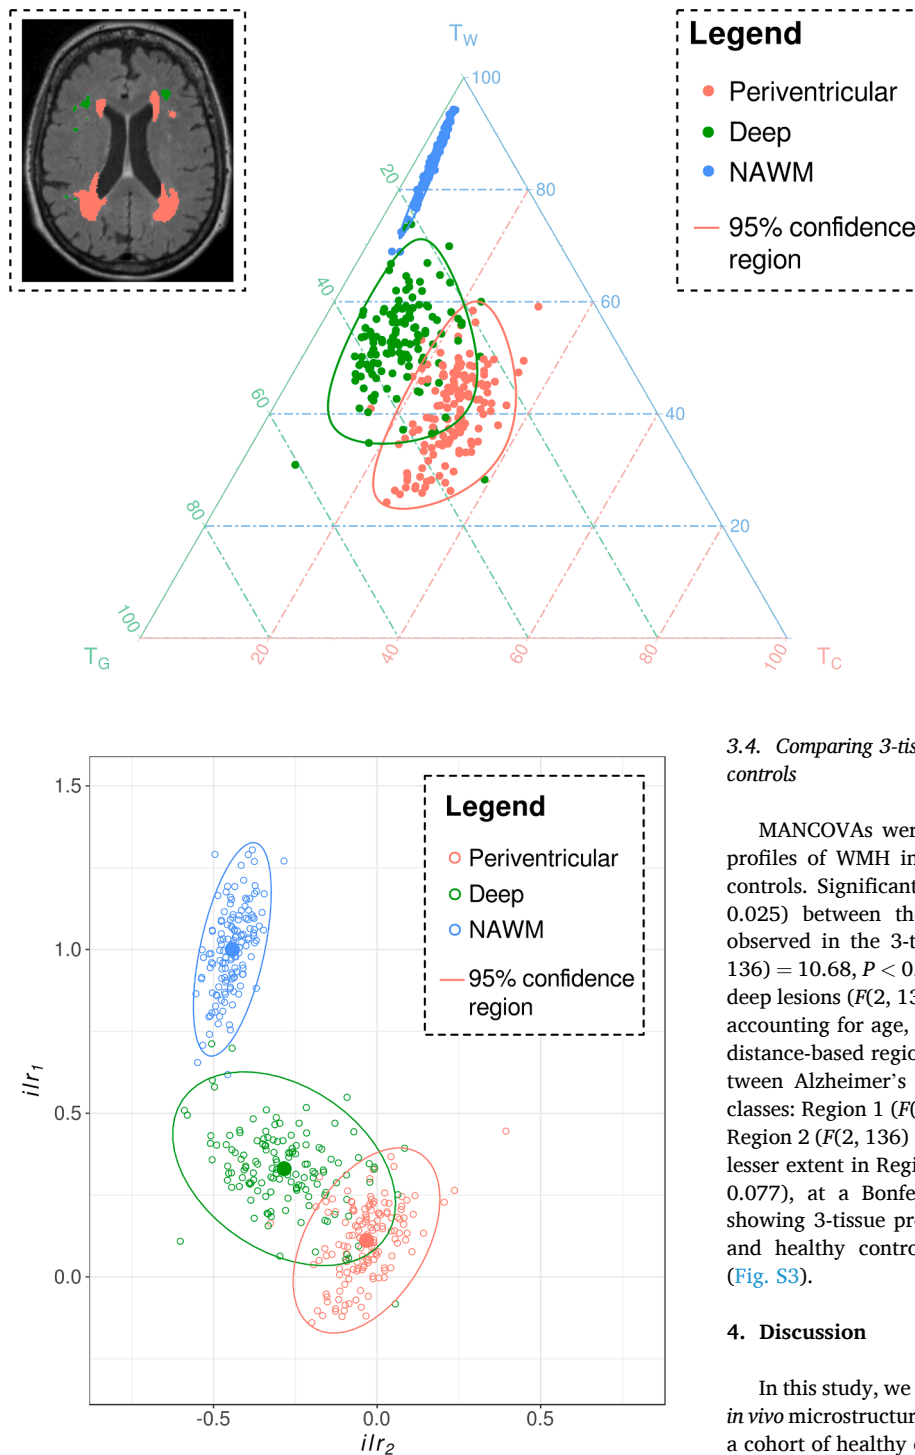 T_W
100
80
60
40
20
20
40
60
80
100
T_G
20
40
60
80
100
T_C
Legend
Periventricular
Deep
NAWM
95% confidence
region
1.5
1.0
0.5
0.0
ilr_1
-0.5
0.0
0.5
ilr_2
Legend
Periventricular
Deep
NAWM
95% confidence
region
3.4. Comparing 3-tis
controls
MANCOVAs wer
profiles of WMH in
controls. Significant
0.025) between th
observed in the 3-t
136) = 10.68, P < 0.
deep lesions (F(2, 13
accounting for age,
distance-based regio
tween Alzheimer's
classes: Region 1 (F(
Region 2 (F(2, 136)
lesser extent in Regi
0.077), at a Bonfe
showing 3-tissue pr
and healthy contro
(Fig. S3).
4. Discussion
In this study, we
in vivo microstructur
a cohort of healthy c